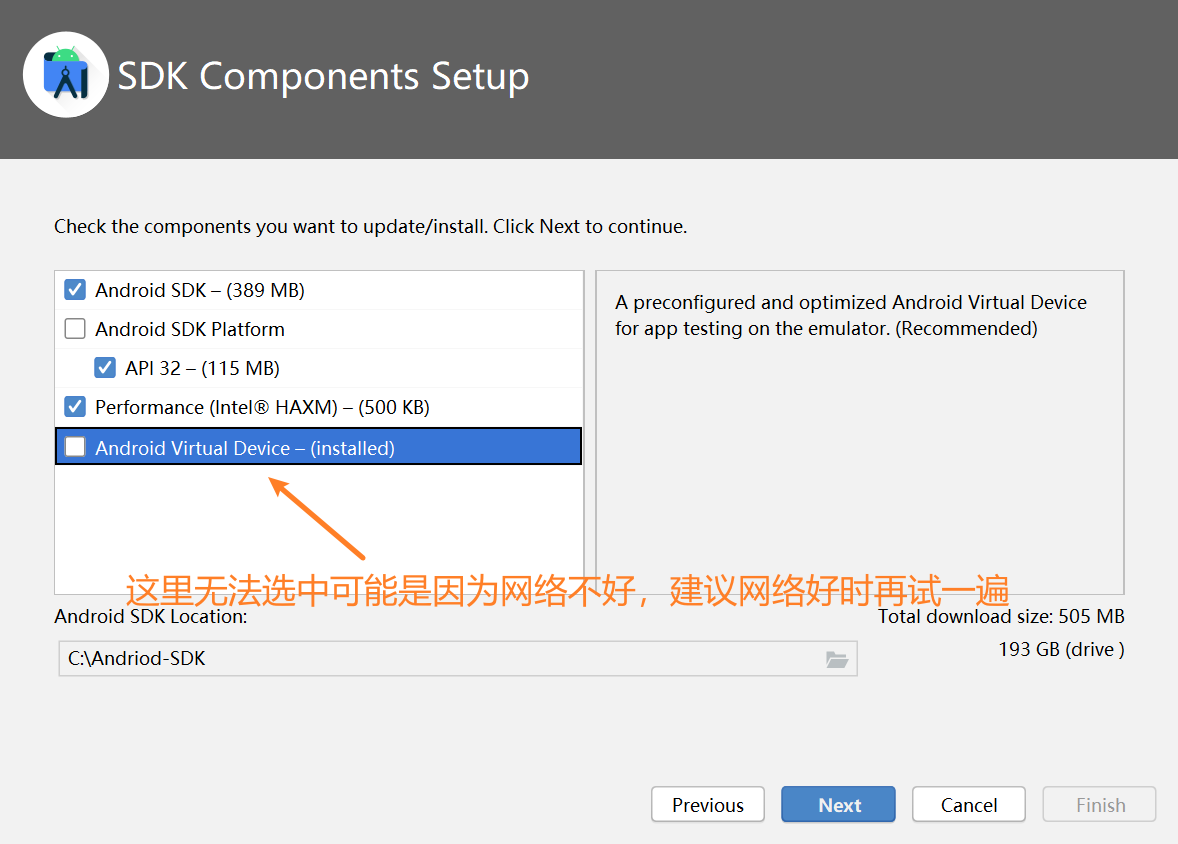 SDK Components Setup
Check the components you want to update/install. Click Next to continue.
Android SDK – (389 MB)
Android SDK Platform
API 32 – (115 MB)
Performance (Intel® HAXM) – (500 KB)
Android Virtual Device – (installed)
A preconfigured and optimized Android Virtual Device
for app testing on the emulator. (Recommended)
这里无法选中可能是因为网络不好，建议网络好时再试一遍
Android SDK Location:
Total download size: 505 MB
C:\Andriod-SDK
193 GB (drive )
Previous
Next
Cancel
Finish